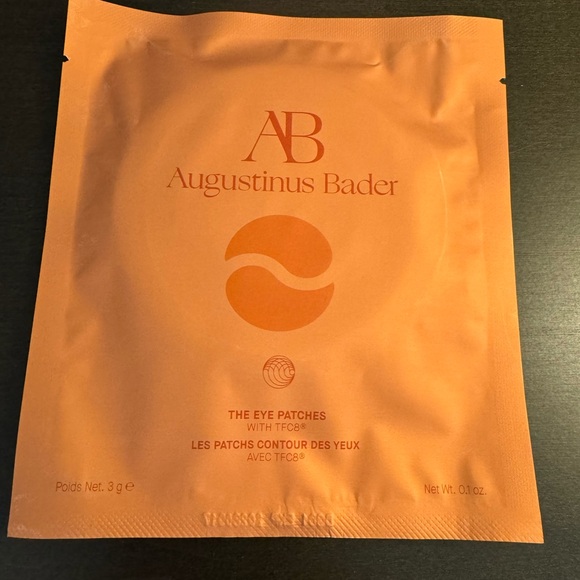 AB
Augustinus Bader
THE EYE PATCHES
WITH TFC8®
LES PATCHS CONTOUR DES YEUX
AVEC TFC8®
Poids Net. 3 g ℮
Net Wt. 0.1 oz.